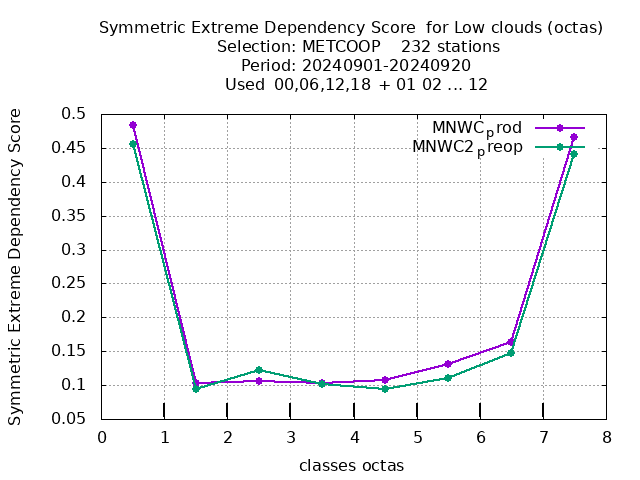 Symmetric Extreme Dependency Score  for Low clouds (octas)
Selection: METCOOP    232 stations
Period: 20240901-20240920
Used  00,06,12,18  + 01 02 ... 12
MNWCprod
MNWC2preop
Symmetric Extreme Dependency Score
0.5
0.45
0.4
0.35
0.3
0.25
0.2
0.15
0.1
0.05
0 1 2 3 4 5 6 7 8
classes octas